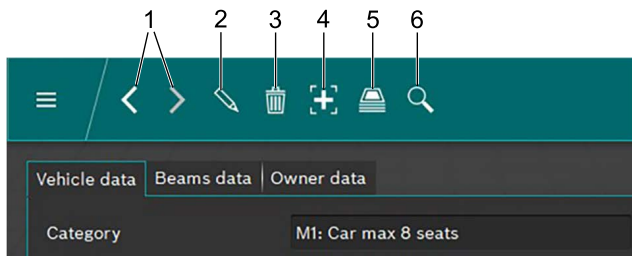 1 2 3 4 5 6
Vehicle data Beams data Owner data
Category M1: Car max 8 seats